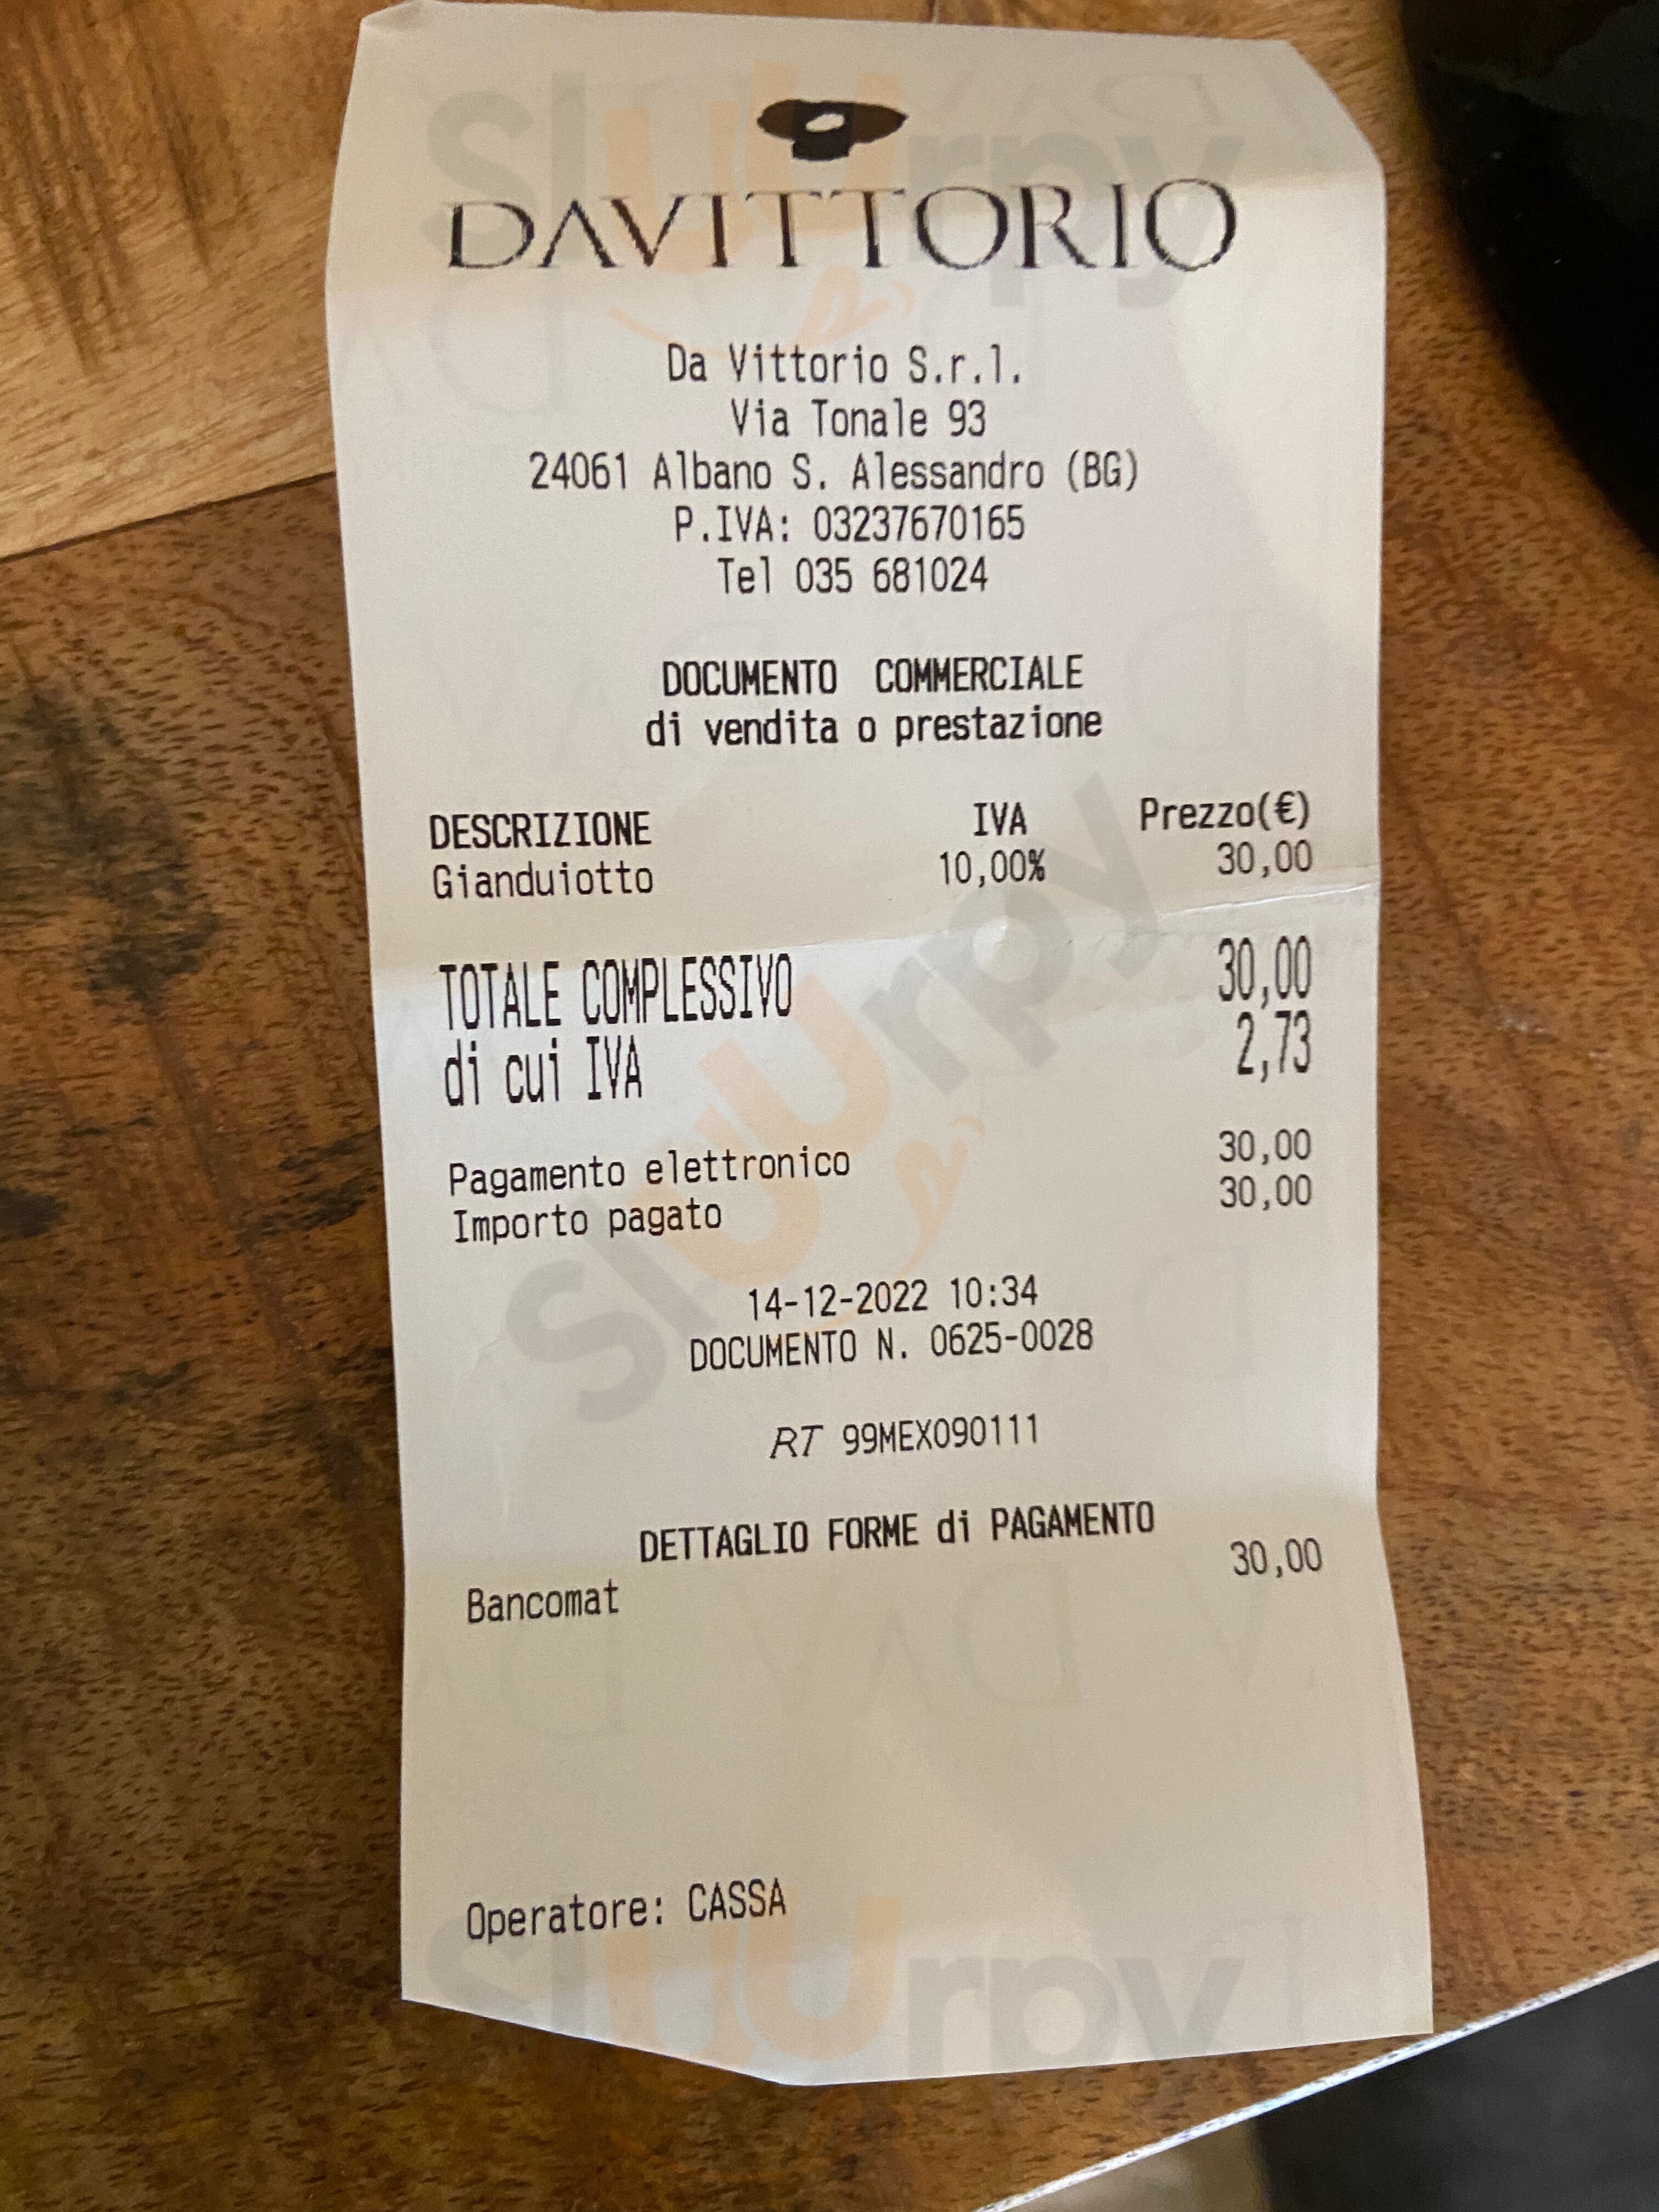 DAVITTORIO
Da Vittorio S.r.l.
Via Tonale 93
24061 Albano S. Alessandro (BG)
P.IVA: 03237670165
Tel 035 681024
DOCUMENTO COMMERCIALE
di vendita o prestazione
DESCRIZIONE IVA Prezzo(€)
Gianduiotto 10,00% 30,00
TOTALE COMPLESSIVO 30,00
di cui IVA 2,73
Pagamento elettronico 30,00
Importo pagato 30,00
14-12-2022 10:34
DOCUMENTO N. 0625-0028
RT 99MEX090111
DETTAGLIO FORME di PAGAMENTO
Bancomat 30,00
Operatore: CASSA
sluurpy
sluurpy
sluurpy